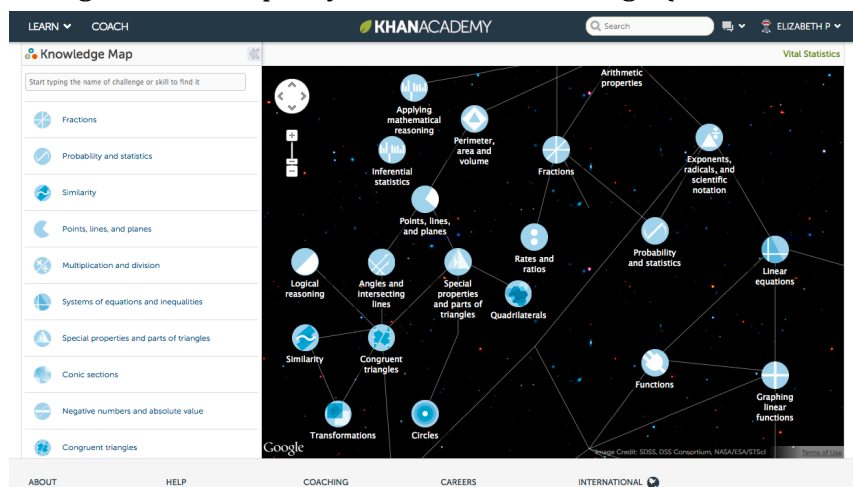 LEARN COACH KHANACADEMY Search ELIZABETH P
Knowledge Map
Vital Statistics
Start typing the name of challenge or skill to find it
Fractions
Probability and statistics
Similarity
Points, lines, and planes
Multiplication and division
Systems of equations and inequalities
Special properties and parts of triangles
Conic sections
Negative numbers and absolute value
Congruent triangles
Arithmetic
properties
Applying
mathematical
reasoning
Perimeter,
area and
volume
Inferential
statistics
Fractions
Exponents,
radicals, and
scientific
notation
Points, lines,
and planes
Rates and
ratios
Probability
and statistics
Linear
equations
Logical
reasoning
Angles and
intersecting
lines
Special
properties
and parts of
triangles
Quadrilaterals
Similarity
Congruent
triangles
Functions
Graphing
linear
functions
Transformations
Circles
Google
Image Credit: SDSS, DSS Consortium, NASA/ESA/STScI
Terms of Use
ABOUT HELP COACHING CAREERS INTERNATIONAL